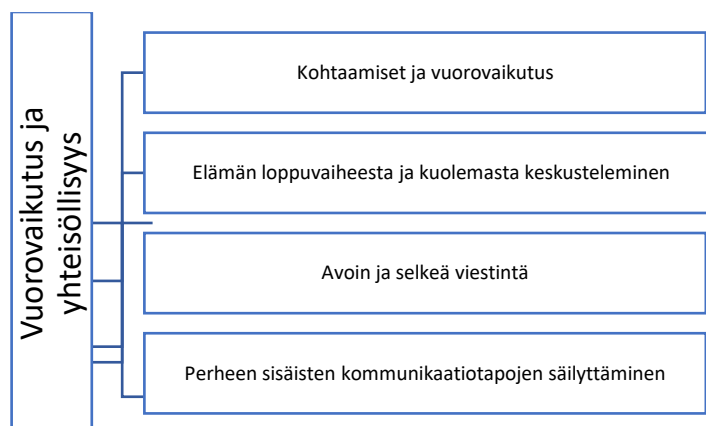 Vuorovaikutus ja
yhteisöllisyys
Kohtaamiset ja vuorovaikutus
Elämän loppuvaiheesta ja kuolemasta keskusteleminen
Avoin ja selkeä viestintä
Perheen sisäisten kommunikaatiotapojen säilyttäminen